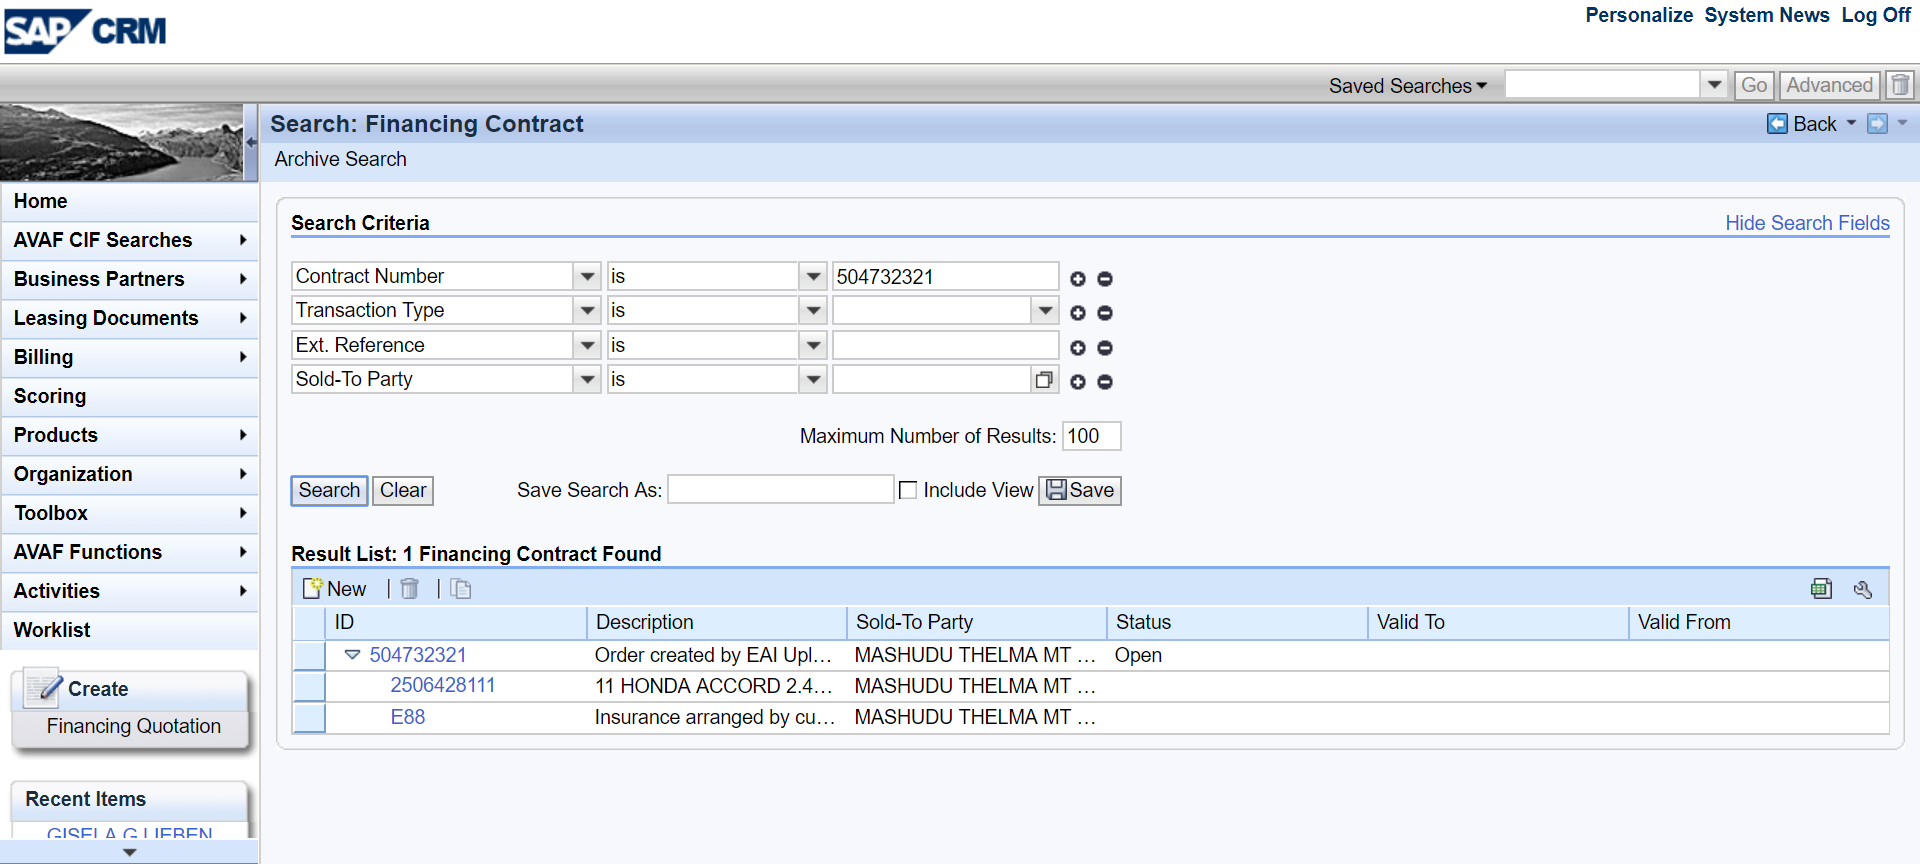 SAP CRM
Personalize System News Log Off
Saved Searches Go Advanced
Search: Financing Contract
Back
Archive Search
Home
AVAF CIF Searches
Business Partners
Leasing Documents
Billing
Scoring
Products
Organization
Toolbox
AVAF Functions
Activities
Worklist
Create
Financing Quotation
Recent Items
GISELA G LIEBEN
Search Criteria
Hide Search Fields
Contract Number is 504732321
Transaction Type is
Ext. Reference is
Sold-To Party is
Maximum Number of Results: 100
Search Clear Save Search As: Include View Save
Result List: 1 Financing Contract Found
New
ID Description Sold-To Party Status Valid To Valid From
504732321 Order created by EAI Upl... MASHUDU THELMA MT ... Open
2506428111 11 HONDA ACCORD 2.4... MASHUDU THELMA MT ...
E88 Insurance arranged by cu... MASHUDU THELMA MT ...